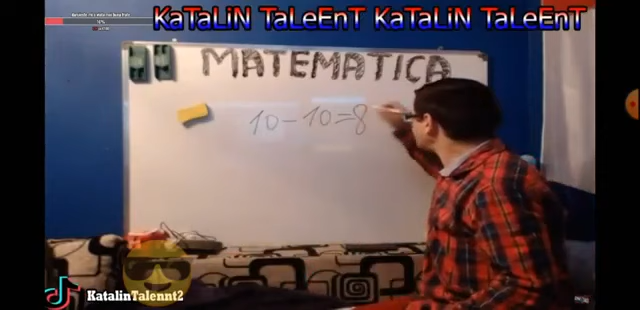 KaTaLiN TaLeEnT KaTaLiN TaLeEnT
MATEMATICA
10-10=8
KatalinTalennt2